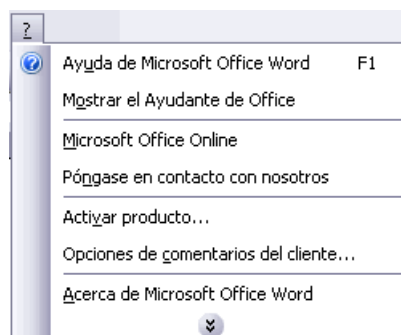 ?
Ayuda de Microsoft Office Word F1
Mostrar el Ayudante de Office
Microsoft Office Online
Póngase en contacto con nosotros
Activar producto...
Opciones de comentarios del cliente...
Acerca de Microsoft Office Word